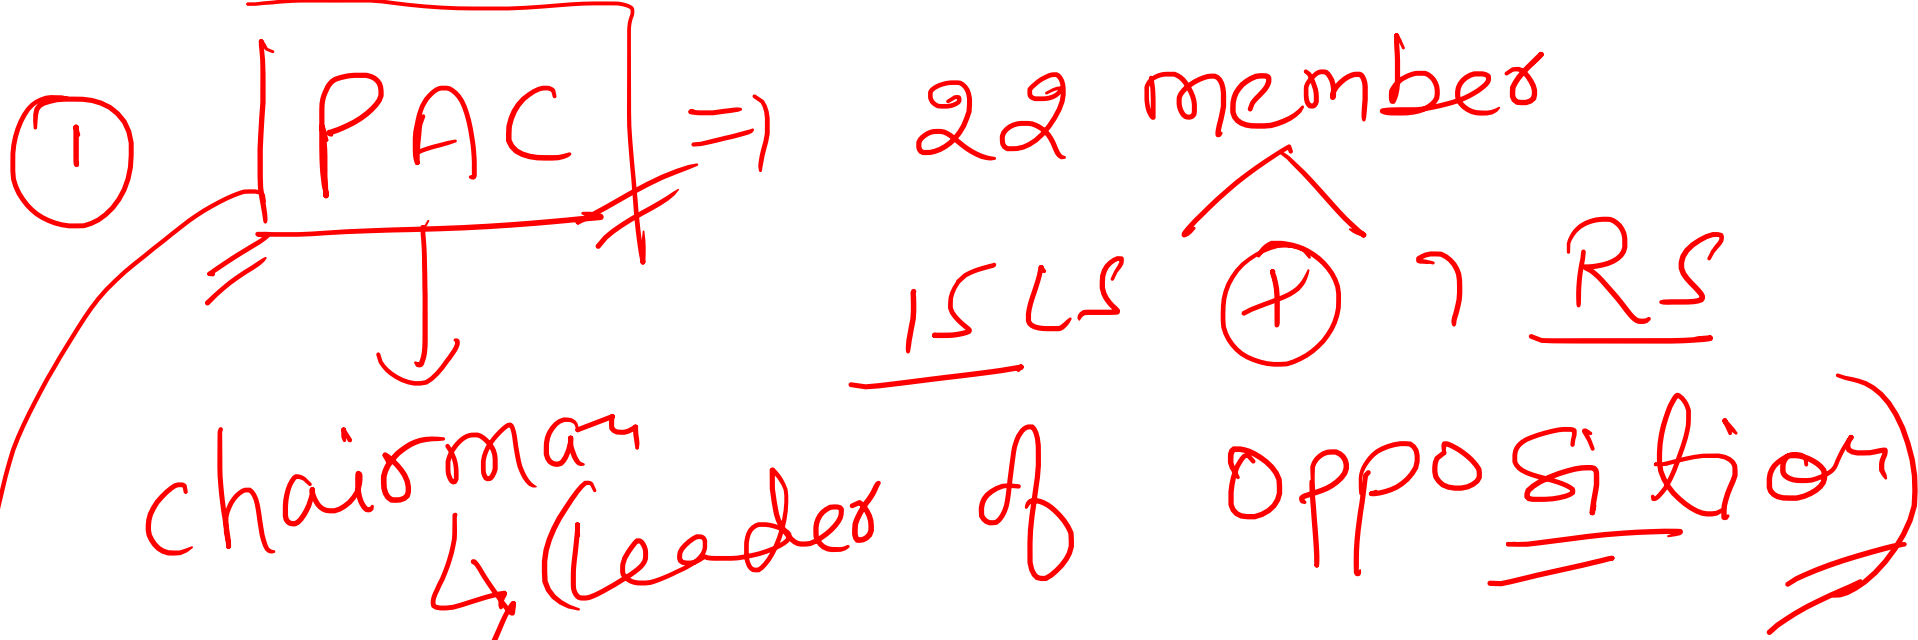 ① PAC ⇒ 22 member
15 LS + 7 RS
chairman
↳ (leader of opposition)